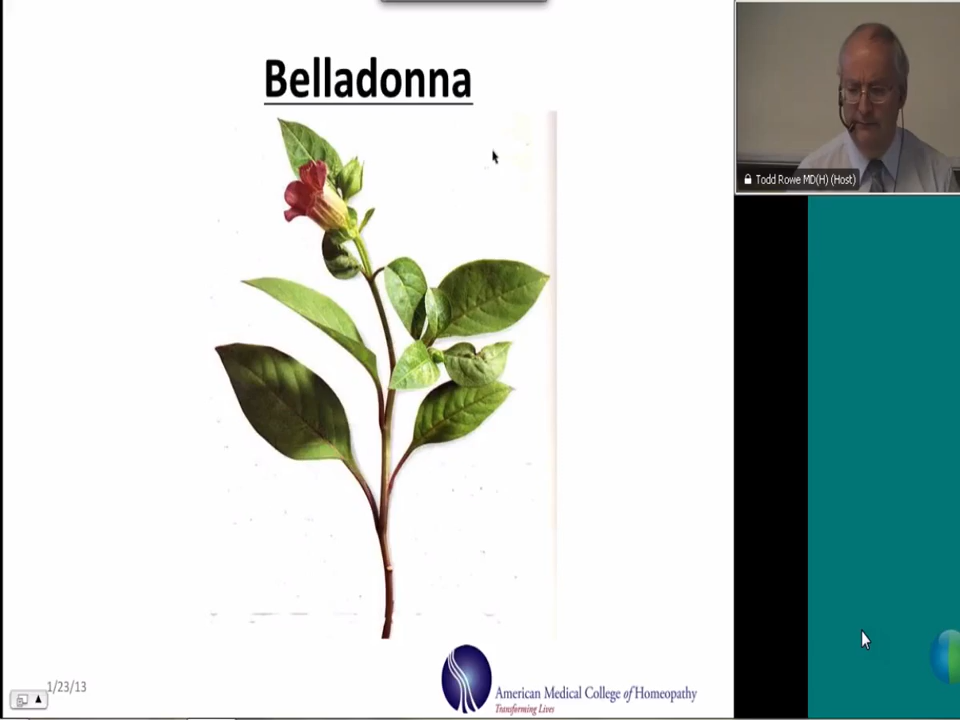 Belladonna
Todd Rowe MD(H) (Host)
1/23/13
American Medical College of Homeopathy
Transforming Lives